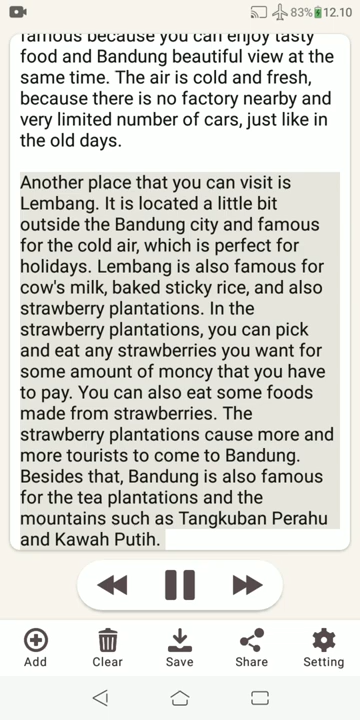 83% 12.10
famous because you can enjoy tasty
food and Bandung beautiful view at the
same time. The air is cold and fresh,
because there is no factory nearby and
very limited number of cars, just like in
the old days.
Another place that you can visit is
Lembang. It is located a little bit
outside the Bandung city and famous
for the cold air, which is perfect for
holidays. Lembang is also famous for
cow's milk, baked sticky rice, and also
strawberry plantations. In the
strawberry plantations, you can pick
and eat any strawberries you want for
some amount of moncy that you have
to pay. You can also eat some foods
made from strawberries. The
strawberry plantations cause more and
more tourists to come to Bandung.
Besides that, Bandung is also famous
for the tea plantations and the
mountains such as Tangkuban Perahu
and Kawah Putih.
Add Clear Save Share Setting